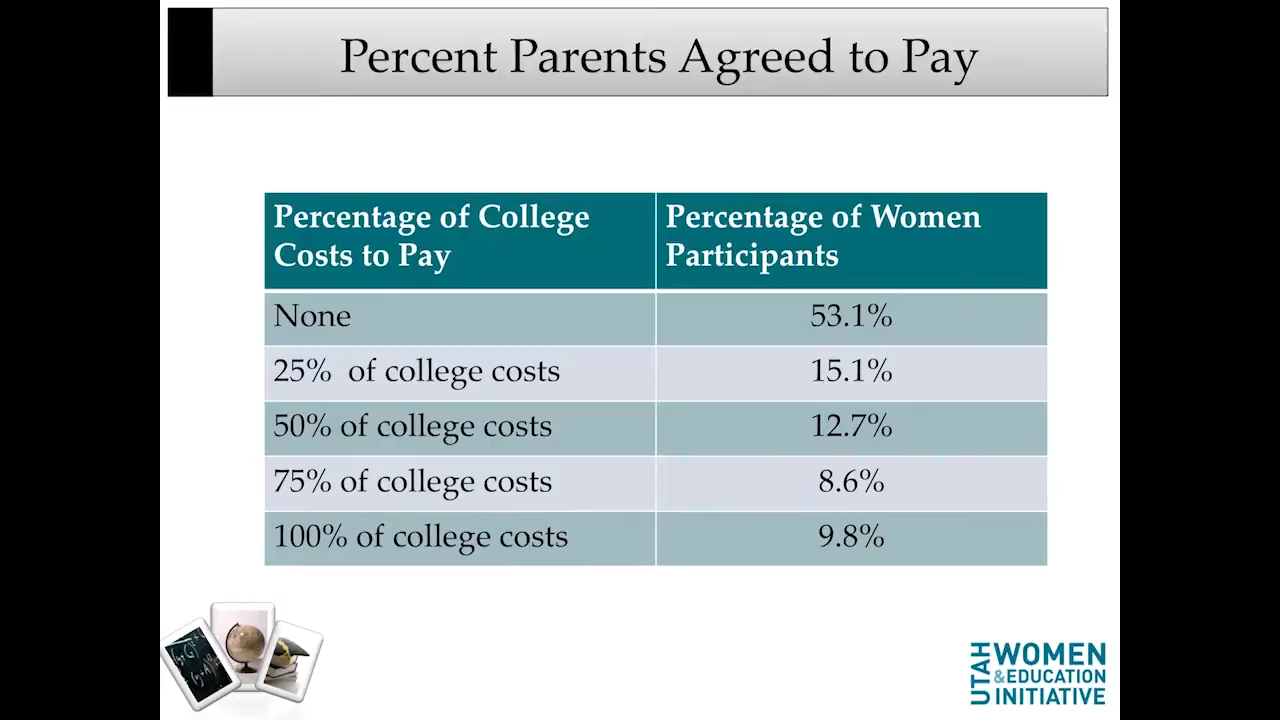 Percent Parents Agreed to Pay
Percentage of College
Costs to Pay
Percentage of Women
Participants
None 53.1%
25% of college costs 15.1%
50% of college costs 12.7%
75% of college costs 8.6%
100% of college costs 9.8%
UTAH
WOMEN
&EDUCATION
INITIATIVE